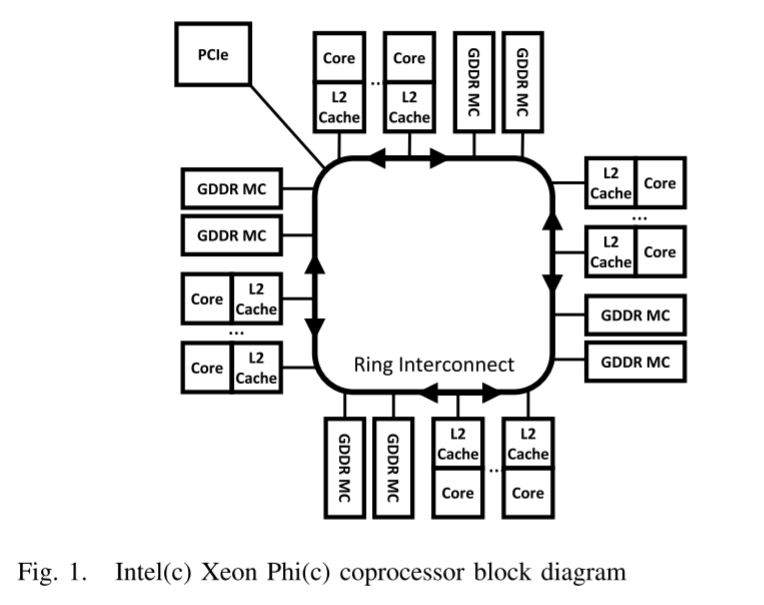 PCIe
Core
L2
Cache
..
Core
L2
Cache
GDDR MC
GDDR MC
GDDR MC
GDDR MC
Core
L2
Cache
...
Core
L2
Cache
L2
Cache
Core
...
L2
Cache
Core
GDDR MC
GDDR MC
Ring Interconnect
GDDR MC
GDDR MC
L2
Cache
Core
...
L2
Cache
Core
Fig. 1. Intel(c) Xeon Phi(c) coprocessor block diagram